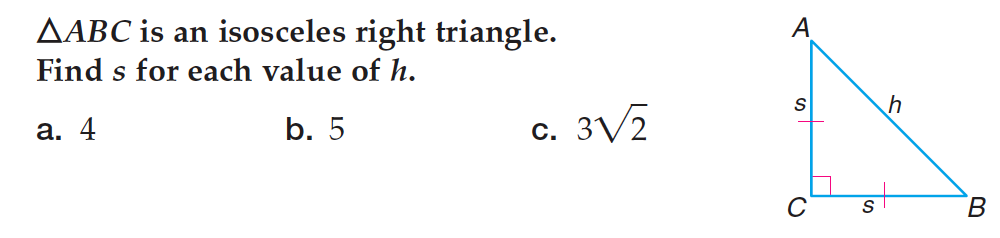 △ABC is an isosceles right triangle.
Find s for each value of h.
a. 4 b. 5 c. 3√2
A
s h
C s B